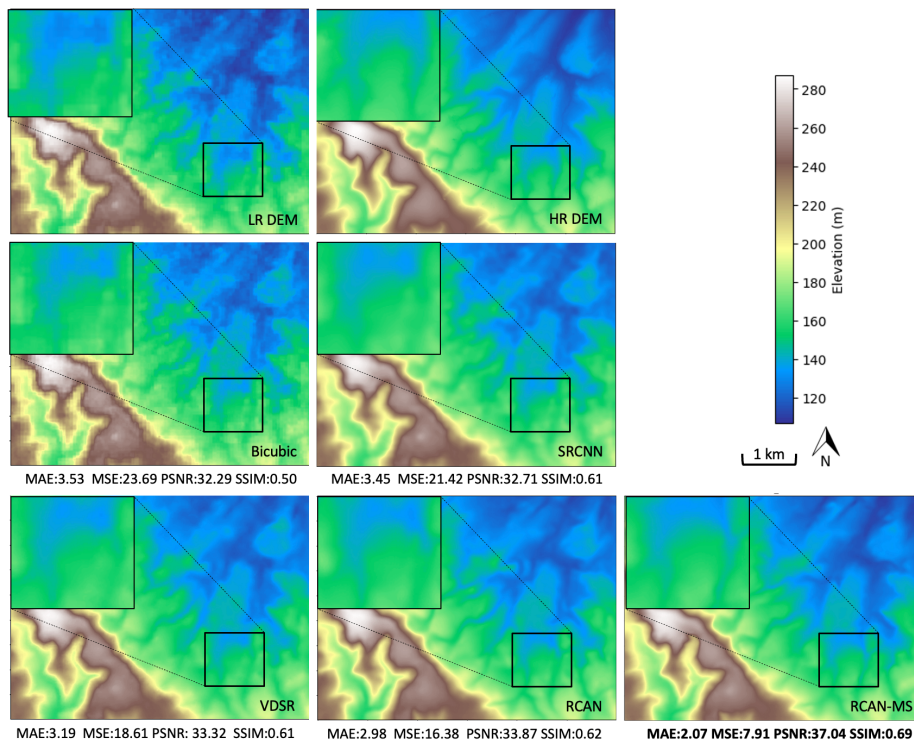 LR DEM
HR DEM
280
260
240
220
200
180
160
140
120
Elevation (m)
Bicubic
SRCNN
1 km
N
MAE:3.53 MSE:23.69 PSNR:32.29 SSIM:0.50
MAE:3.45 MSE:21.42 PSNR:32.71 SSIM:0.61
VDSR
RCAN
RCAN-MS
MAE:3.19 MSE:18.61 PSNR: 33.32 SSIM:0.61
MAE:2.98 MSE:16.38 PSNR:33.87 SSIM:0.62
MAE:2.07 MSE:7.91 PSNR:37.04 SSIM:0.69